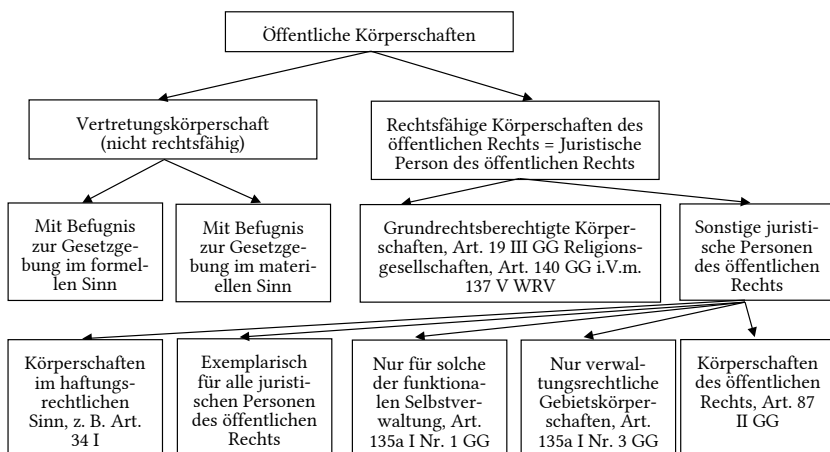 Öffentliche Körperschaften
Vertretungskörperschaft
(nicht rechtsfähig)
Rechtsfähige Körperschaften des
öffentlichen Rechts = Juristische
Person des öffentlichen Rechts
Mit Befugnis
zur Gesetzge-
bung im formel-
len Sinn
Mit Befugnis
zur Gesetzge-
bung im materi-
ellen Sinn
Grundrechtsberechtigte Körper-
schaften, Art. 19 III GG Religions-
gesellschaften, Art. 140 GG i.V.m.
137 V WRV
Sonstige juristi-
sche Personen
des öffentlichen
Rechts
Körperschaften
im haftungs-
rechtlichen
Sinn, z. B. Art.
34 I
Exemplarisch
für alle juristi-
schen Personen
des öffentlichen
Rechts
Nur für solche
der funktiona-
len Selbstver-
waltung, Art.
135a I Nr. 1 GG
Nur verwal-
tungsrechtliche
Gebietskörper-
schaften, Art.
135a I Nr. 3 GG
Körperschaften
des öffentlichen
Rechts, Art. 87
II GG